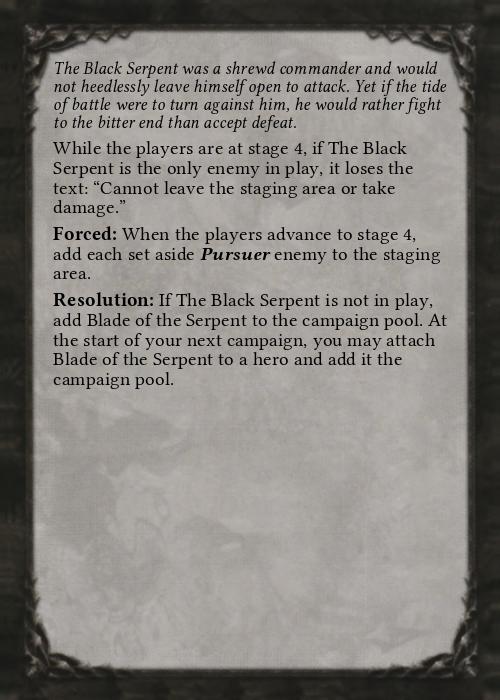 The Black Serpent was a shrewd commander and would
not heedlessly leave himself open to attack. Yet if the tide
of battle were to turn against him, he would rather fight
to the bitter end than accept defeat.
While the players are at stage 4, if The Black
Serpent is the only enemy in play, it loses the
text: “Cannot leave the staging area or take
damage.”
Forced: When the players advance to stage 4,
add each set aside Pursuer enemy to the staging
area.
Resolution: If The Black Serpent is not in play,
add Blade of the Serpent to the campaign pool. At
the start of your next campaign, you may attach
Blade of the Serpent to a hero and add it the
campaign pool.